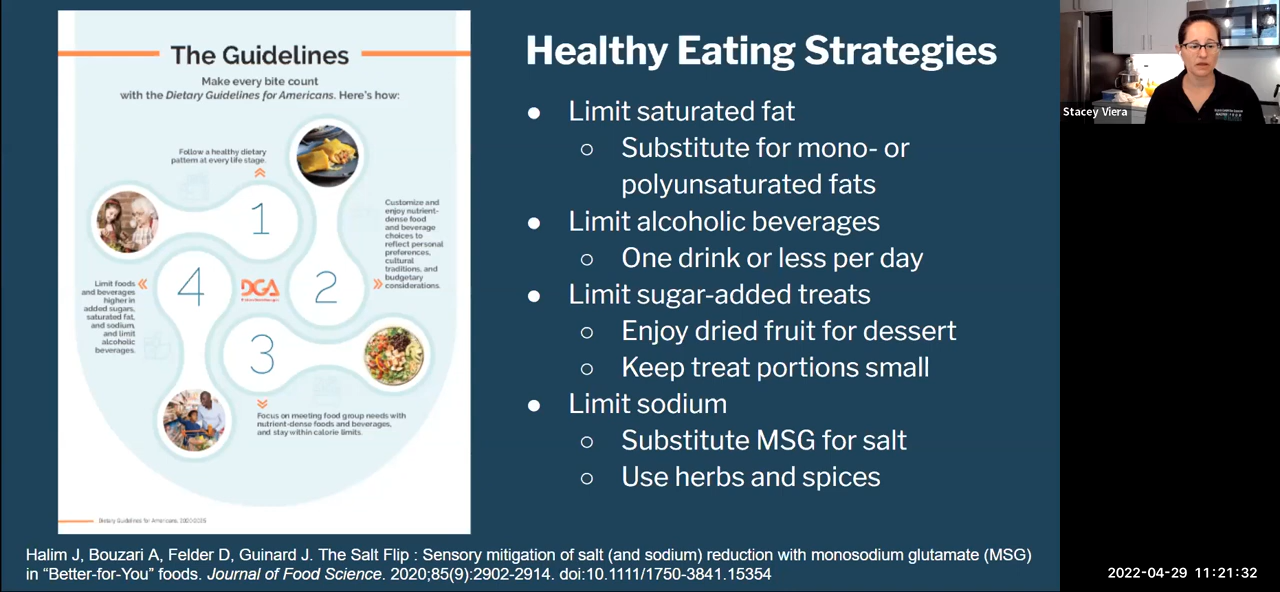 The Guidelines
Make every bite count
with the Dietary Guidelines for Americans. Here's how:
Follow a healthy dietary
pattern at every life stage.
1
Customize and
enjoy nutrient-
dense food
and beverage
choices to
reflect personal
preferences,
cultural
traditions, and
budgetary
considerations.
2
DGA
3
Focus on meeting food group needs with
nutrient-dense foods and beverages,
and stay within calorie limits.
4
Limit foods
and beverages
higher in
added sugars,
saturated fat,
and sodium,
and limit
alcoholic
beverages.
Dietary Guidelines for Americans, 2020-2025
Healthy Eating Strategies
● Limit saturated fat
○ Substitute for mono- or
polyunsaturated fats
● Limit alcoholic beverages
○ One drink or less per day
● Limit sugar-added treats
○ Enjoy dried fruit for dessert
○ Keep treat portions small
● Limit sodium
○ Substitute MSG for salt
○ Use herbs and spices
Halim J, Bouzari A, Felder D, Guinard J. The Salt Flip : Sensory mitigation of salt (and sodium) reduction with monosodium glutamate (MSG)
in “Better-for-You” foods. Journal of Food Science. 2020;85(9):2902-2914. doi:10.1111/1750-3841.15354
Stacey Viera
2022-04-29 11:21:32